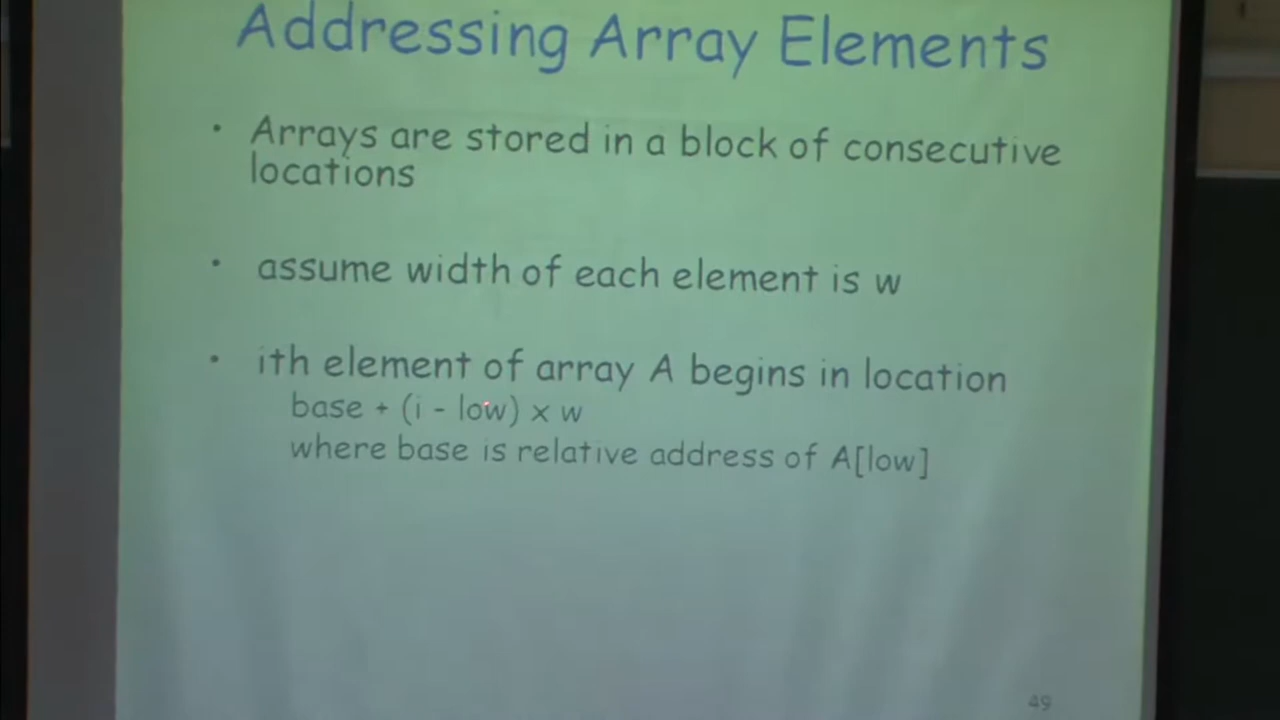 Addressing Array Elements
• Arrays are stored in a block of consecutive
locations
• assume width of each element is w
• ith element of array A begins in location
base + (i - low) x w
where base is relative address of A[low]
49